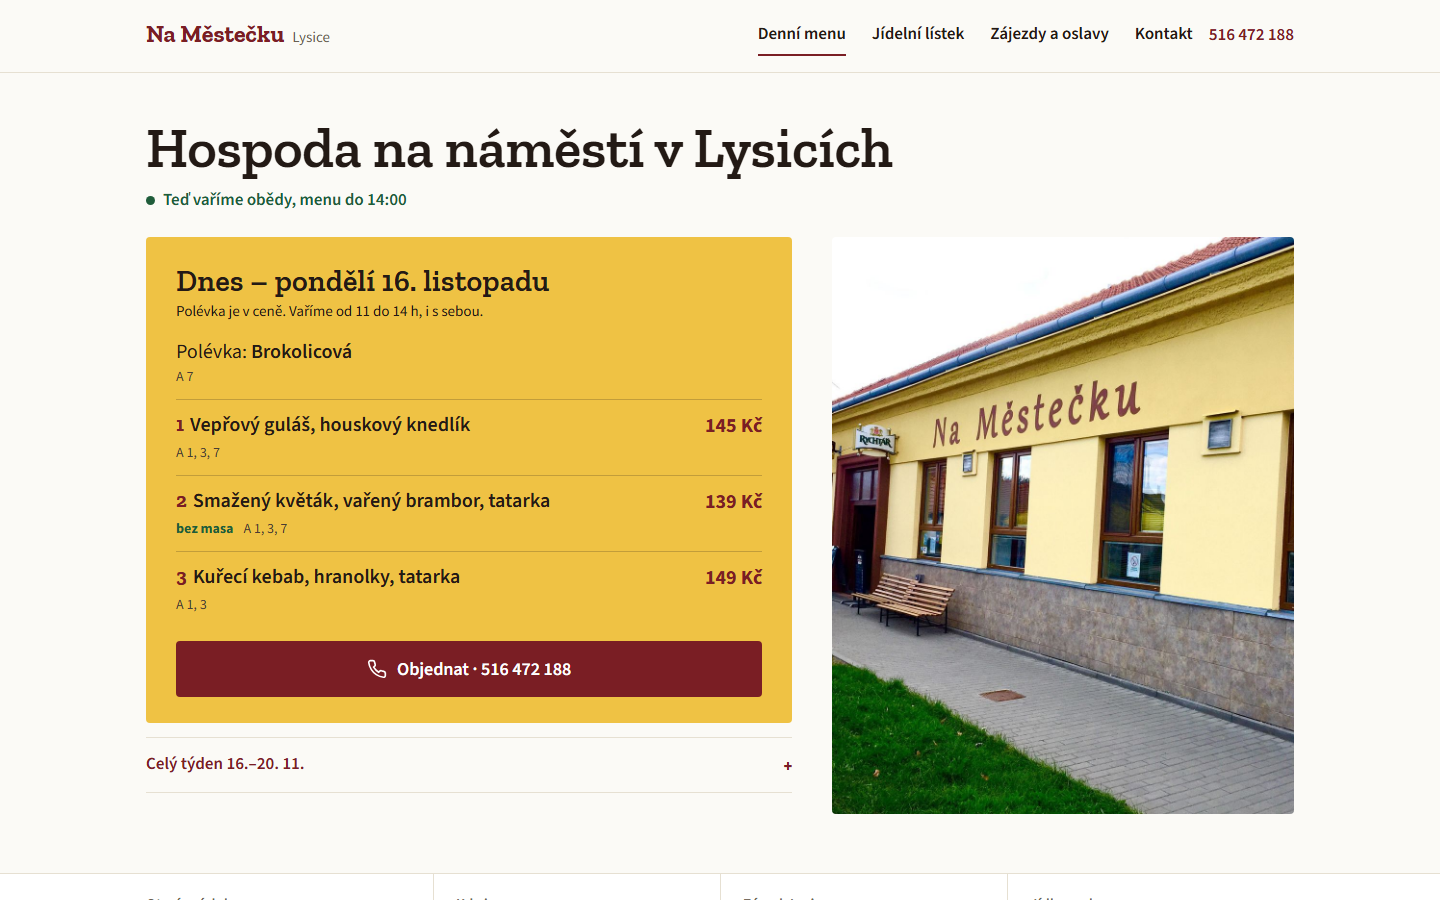 Na Městečku Lysice
Denní menu Jídelní lístek Zájezdy a oslavy Kontakt 516 472 188
Hospoda na náměstí v Lysicích
Teď vaříme obědy, menu do 14:00
Dnes – pondělí 16. listopadu
Polévka je v ceně. Vaříme od 11 do 14 h, i s sebou.
Polévka: Brokolicová
A 7
1 Vepřový guláš, houskový knedlík 145 Kč
A 1, 3, 7
2 Smažený květák, vařený brambor, tatarka 139 Kč
bez masa A 1, 3, 7
3 Kuřecí kebab, hranolky, tatarka 149 Kč
A 1, 3
Objednat · 516 472 188
Celý týden 16.–20. 11. +
Na Městečku
RYCHTÁŘ